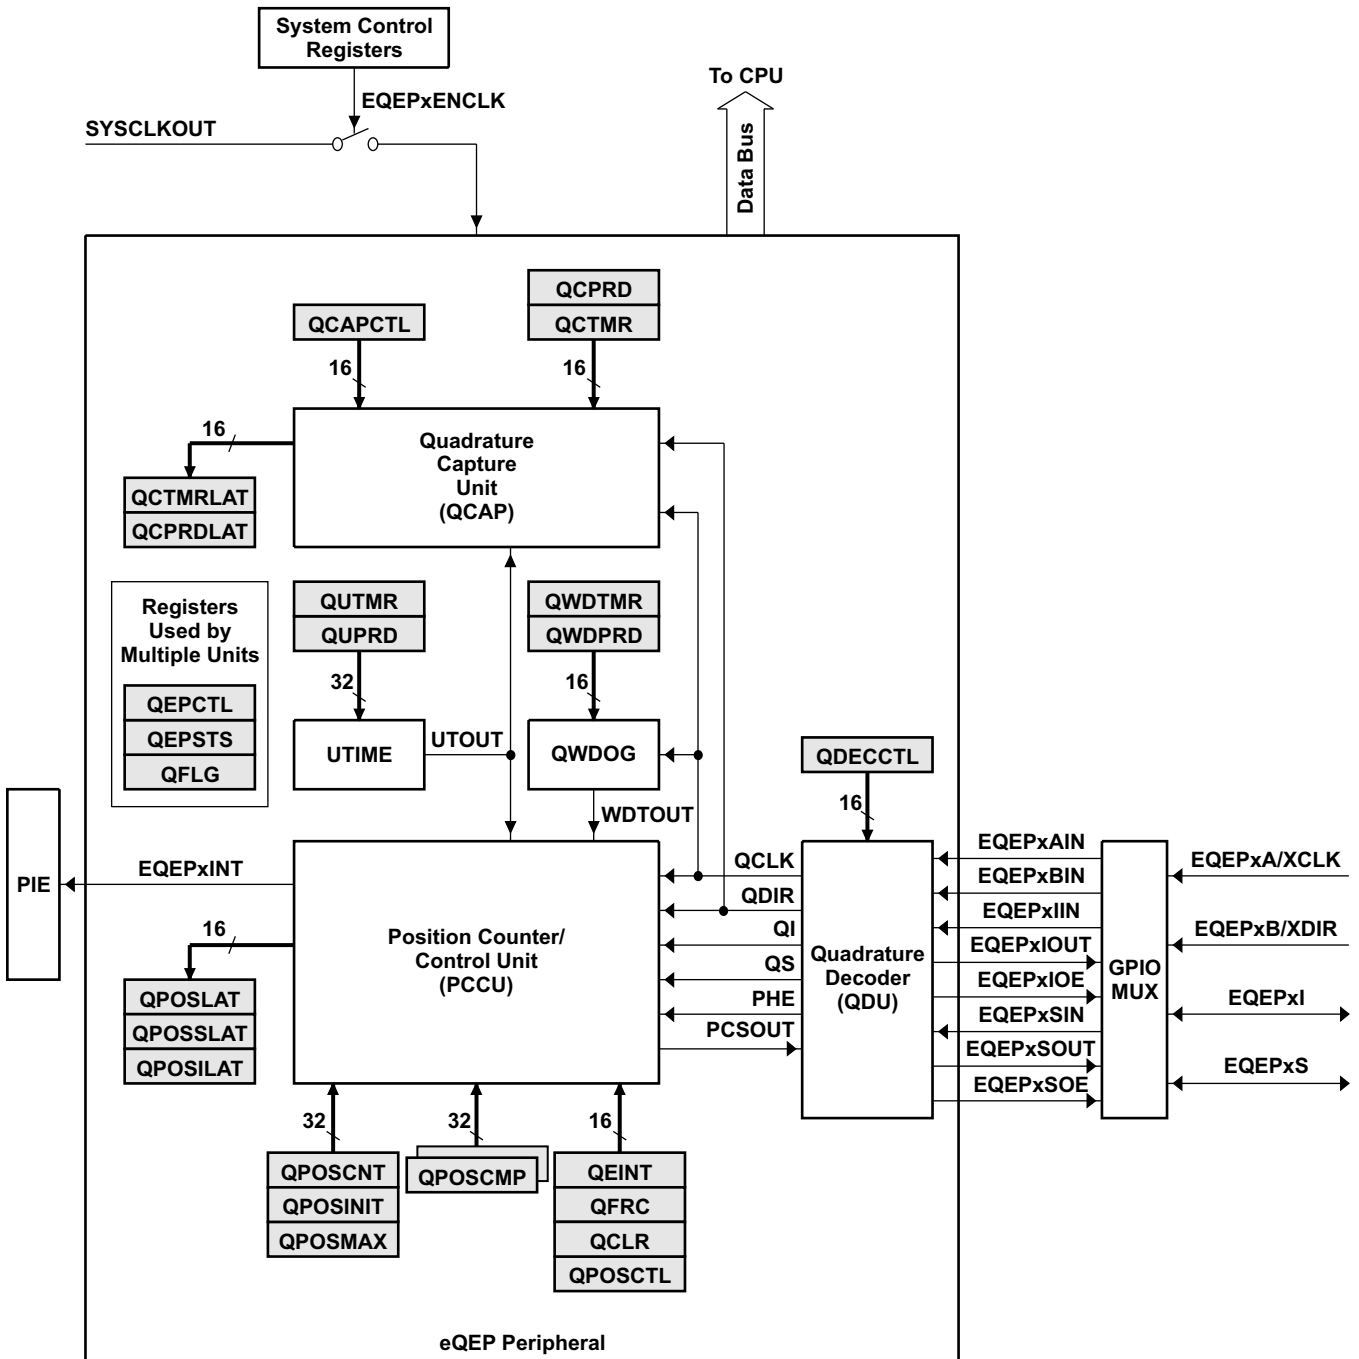 System Control
Registers
To CPU
EQEPxENCLK
SYSCLKOUT
Data Bus
QCPRD
QCAPCTL
QCTMR
16
16
16
Quadrature
Capture
Unit
(QCAP)
QCTMRLAT
QCPRDLAT
Registers
Used by
Multiple Units
QEPCTL
QEPSTS
QFLG
QUTMR
QUPRD
32
UTIME
UTOUT
QWDTMR
QWDPRD
16
QWDOG
WDTOUT
QDECCTL
16
PIE
EQEPxINT
16
QPOSLAT
QPOSSLAT
QPOSILAT
Position Counter/
Control Unit
(PCCU)
QCLK
QDIR
QI
QS
PHE
PCSOUT
Quadrature
Decoder
(QDU)
EQEPxAIN
EQEPxBIN
EQEPxIIN
EQEPxIOUT
EQEPxIOE
EQEPxSIN
EQEPxSOUT
EQEPxSOE
GPIO
MUX
EQEPxA/XCLK
EQEPxB/XDIR
EQEPxI
EQEPxS
32
32
16
QPOSCNT
QPOSINIT
QPOSMAX
QPOSCMP
QEINT
QFRC
QCLR
QPOSCTL
eQEP Peripheral